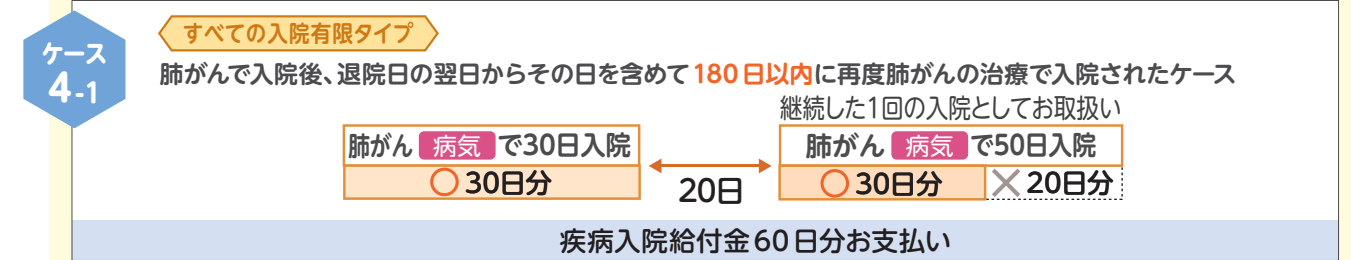 ケース
4-1
すべての入院有限タイプ
肺がんで入院後、退院日の翌日からその日を含めて180日以内に再度肺がんの治療で入院されたケース
継続した1回の入院としてお取扱い
肺がん 病気 で30日入院
肺がん 病気 で50日入院
○ 30日分
20日
○ 30日分
× 20日分
疾病入院給付金60日分お支払い